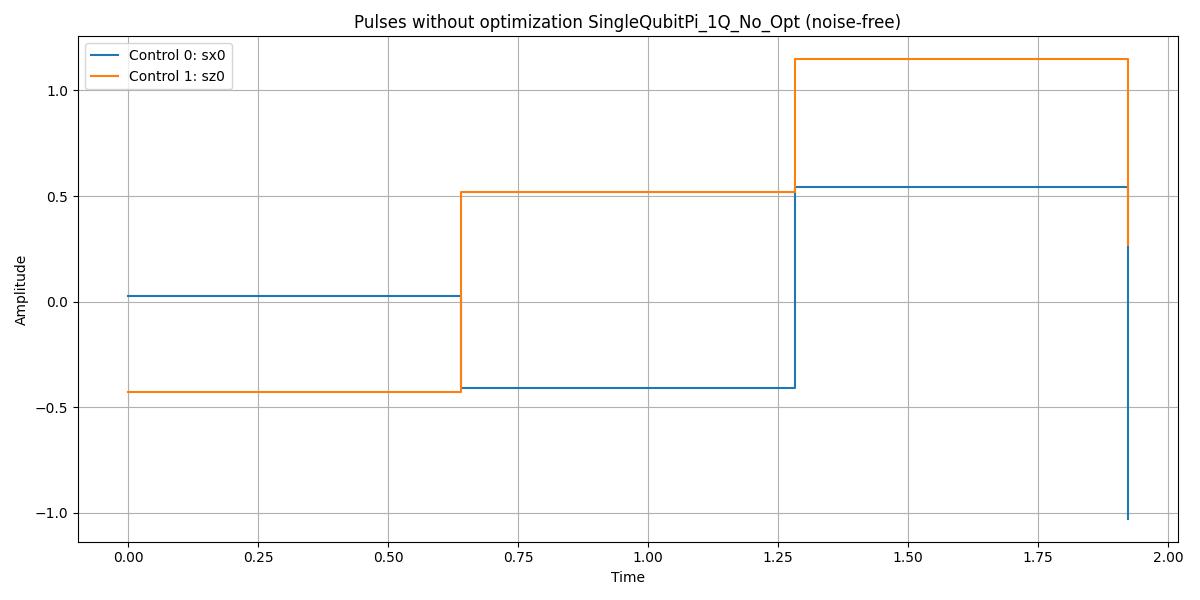 Pulses without optimization SingleQubitPi_1Q_No_Opt (noise-free)
Control 0: sx0
Control 1: sz0
1.0
0.5
0.0
−0.5
−1.0
Amplitude
0.00 0.25 0.50 0.75 1.00 1.25 1.50 1.75 2.00
Time